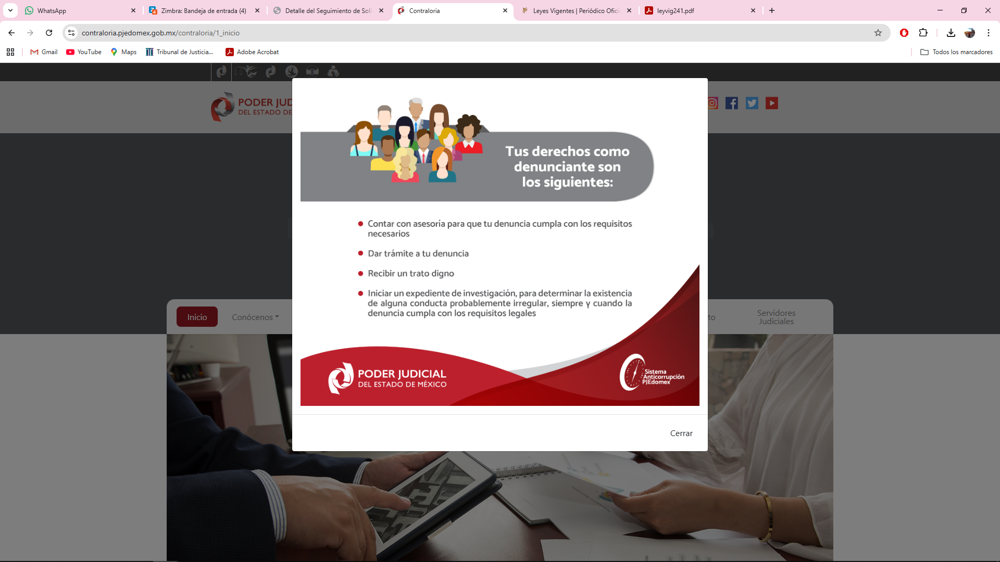 WhatsApp
Zimbra: Bandeja de entrada (4)
Detalle del Seguimiento de Soli
Contraloria
Leyes Vigentes | Periódico Ofici
leyvig241.pdf
contraloria.pjedomex.gob.mx/contraloria/1_inicio
Gmail
YouTube
Maps
Tribunal de Justicia...
Adobe Acrobat
Todos los marcadores
PODER JUD
DEL ESTADO DE
Tus derechos como
denunciante son
los siguientes:
Contar con asesoría para que tu denuncia cumpla con los requisitos
necesarios
Dar trámite a tu denuncia
Recibir un trato digno
Iniciar un expediente de investigación, para determinar la existencia
de alguna conducta probablemente irregular, siempre y cuando la
denuncia cumpla con los requisitos legales
Inicio
Conócenos
to
Servidores
Judiciales
PODER JUDICIAL
DEL ESTADO DE MÉXICO
Sistema
Anticorrupción
PJEdomex
Cerrar